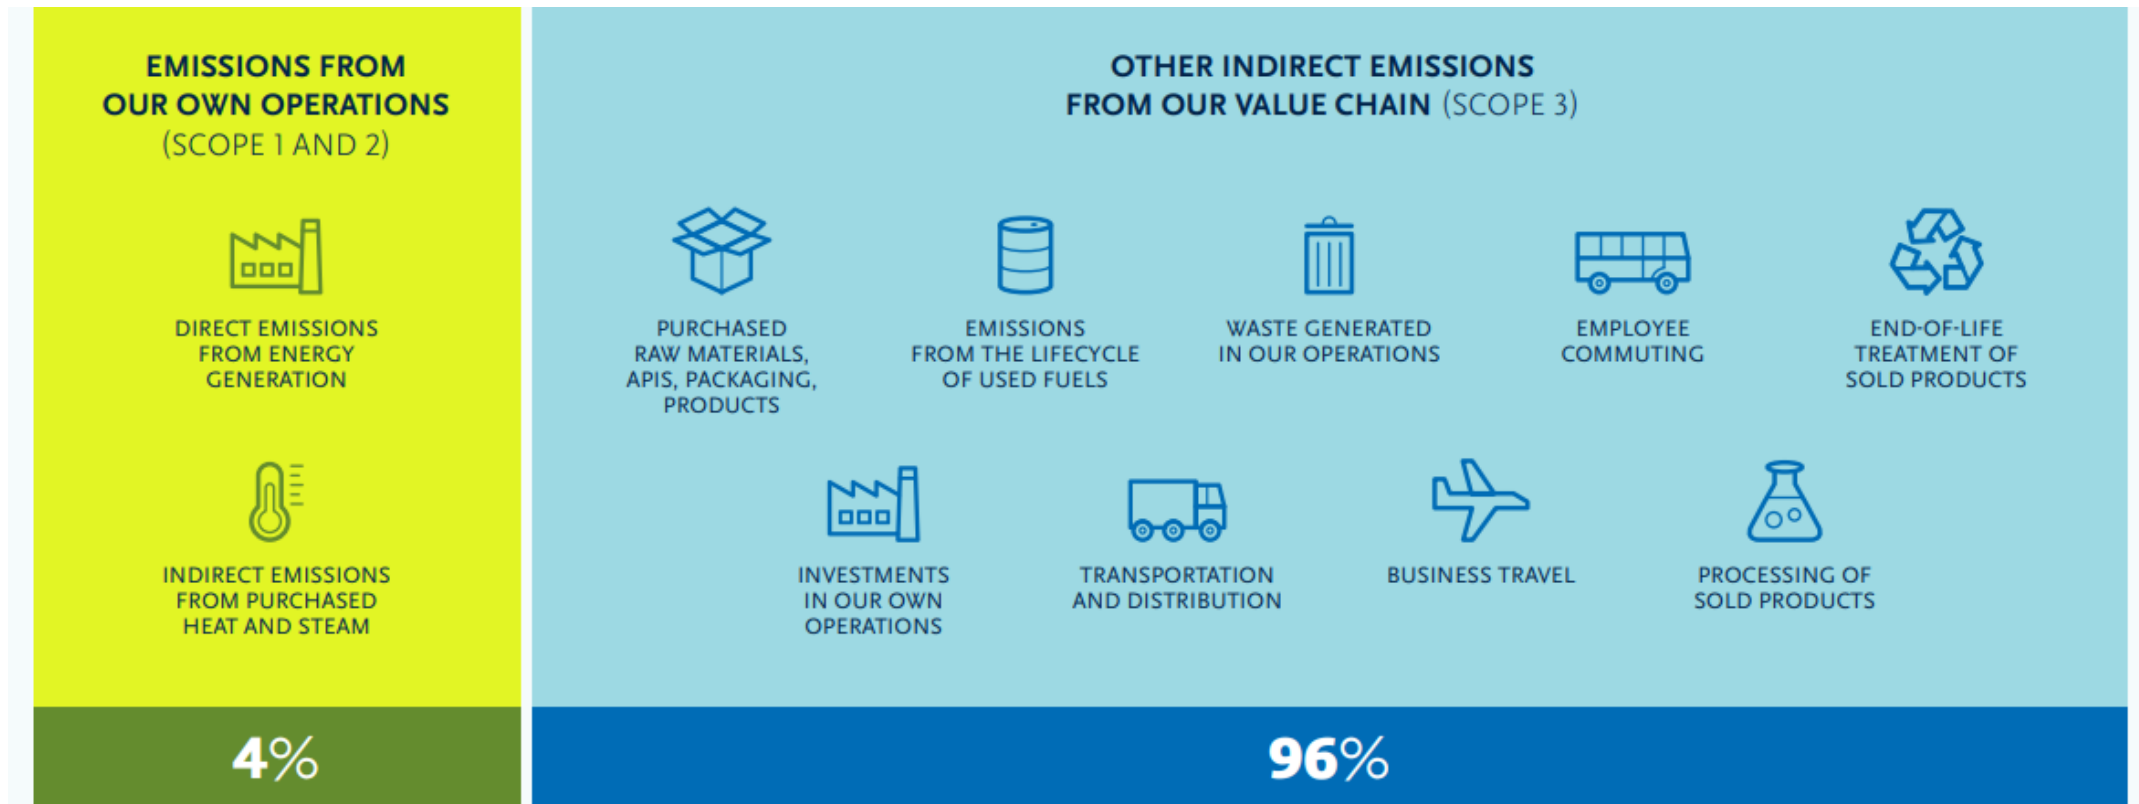 EMISSIONS FROM
OUR OWN OPERATIONS
(SCOPE 1 AND 2)
DIRECT EMISSIONS
FROM ENERGY
GENERATION
INDIRECT EMISSIONS
FROM PURCHASED
HEAT AND STEAM
4%
OTHER INDIRECT EMISSIONS
FROM OUR VALUE CHAIN (SCOPE 3)
PURCHASED
RAW MATERIALS,
APIS, PACKAGING,
PRODUCTS
EMISSIONS
FROM THE LIFECYCLE
OF USED FUELS
WASTE GENERATED
IN OUR OPERATIONS
EMPLOYEE
COMMUTING
END-OF-LIFE
TREATMENT OF
SOLD PRODUCTS
INVESTMENTS
IN OUR OWN
OPERATIONS
TRANSPORTATION
AND DISTRIBUTION
BUSINESS TRAVEL
PROCESSING OF
SOLD PRODUCTS
96%